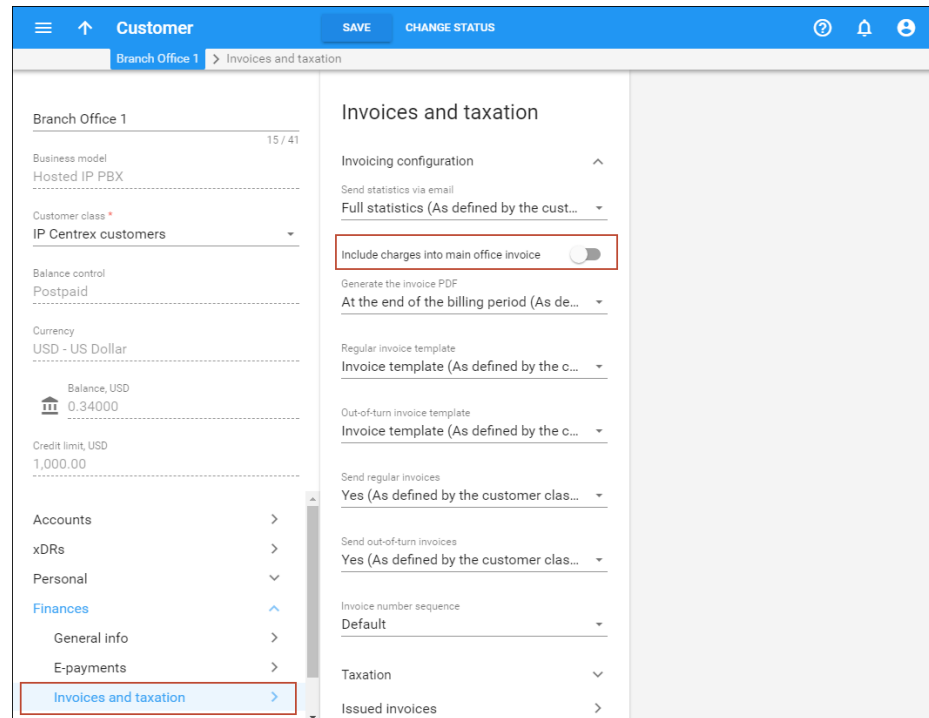 Customer
SAVE
CHANGE STATUS
Branch Office 1 > Invoices and taxation
Branch Office 1
15 / 41
Business model
Hosted IP PBX
Customer class *
IP Centrex customers
Balance control
Postpaid
Currency
USD - US Dollar
Balance, USD
0.34000
Credit limit, USD
1,000.00
Accounts
xDRs
Personal
Finances
General info
E-payments
Invoices and taxation
Invoices and taxation
Invoicing configuration
Send statistics via email
Full statistics (As defined by the cust...
Include charges into main office invoice
Generate the invoice PDF
At the end of the billing period (As de...
Regular invoice template
Invoice template (As defined by the c...
Out-of-turn invoice template
Invoice template (As defined by the c...
Send regular invoices
Yes (As defined by the customer clas...
Send out-of-turn invoices
Yes (As defined by the customer clas...
Invoice number sequence
Default
Taxation
Issued invoices